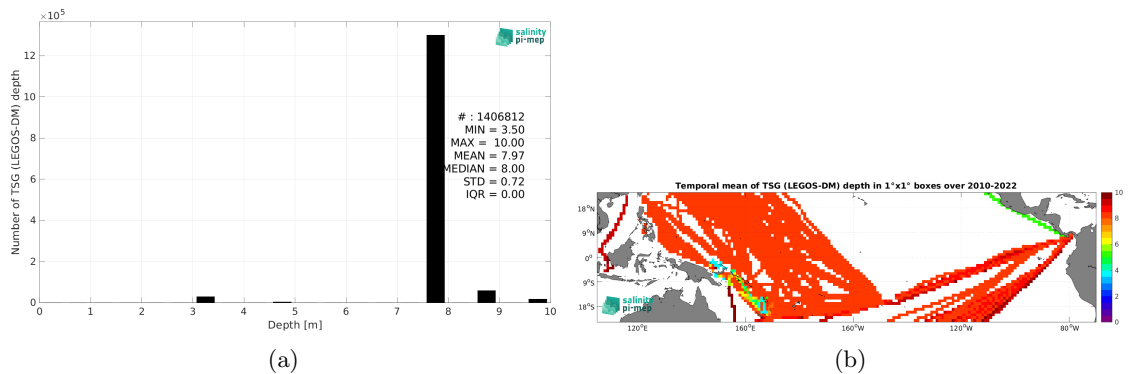 ×10⁵
12
10
8
6
4
2
0
Number of TSG (LEGOS-DM) depth
salinity
pi-mep
# : 1406812
MIN = 3.50
MAX = 10.00
MEAN = 7.97
MEDIAN = 8.00
STD = 0.72
IQR = 0.00
0 1 2 3 4 5 6 7 8 9 10
Depth [m]
(a)
Temporal mean of TSG (LEGOS-DM) depth in 1°x1° boxes over 2010-2022
18°N
9°N
0°
9°S
18°S
salinity
pi-mep
120°E 160°E 160°W 120°W 80°W
10
8
6
4
2
0
(b)